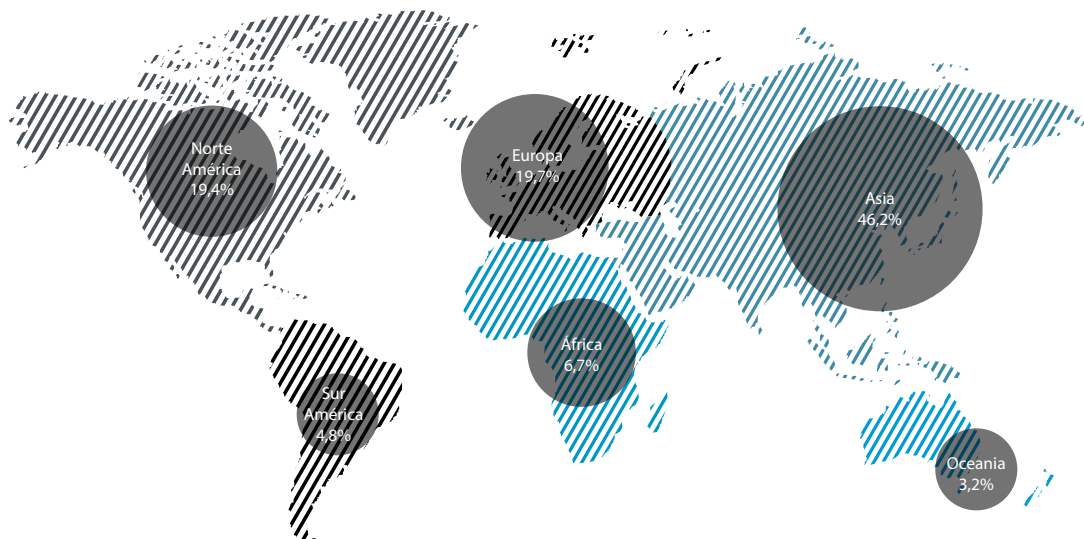 Norte
América
19,4%
Europa
19,7%
Asia
46,2%
Africa
6,7%
Sur
América
4,8%
Oceania
3,2%